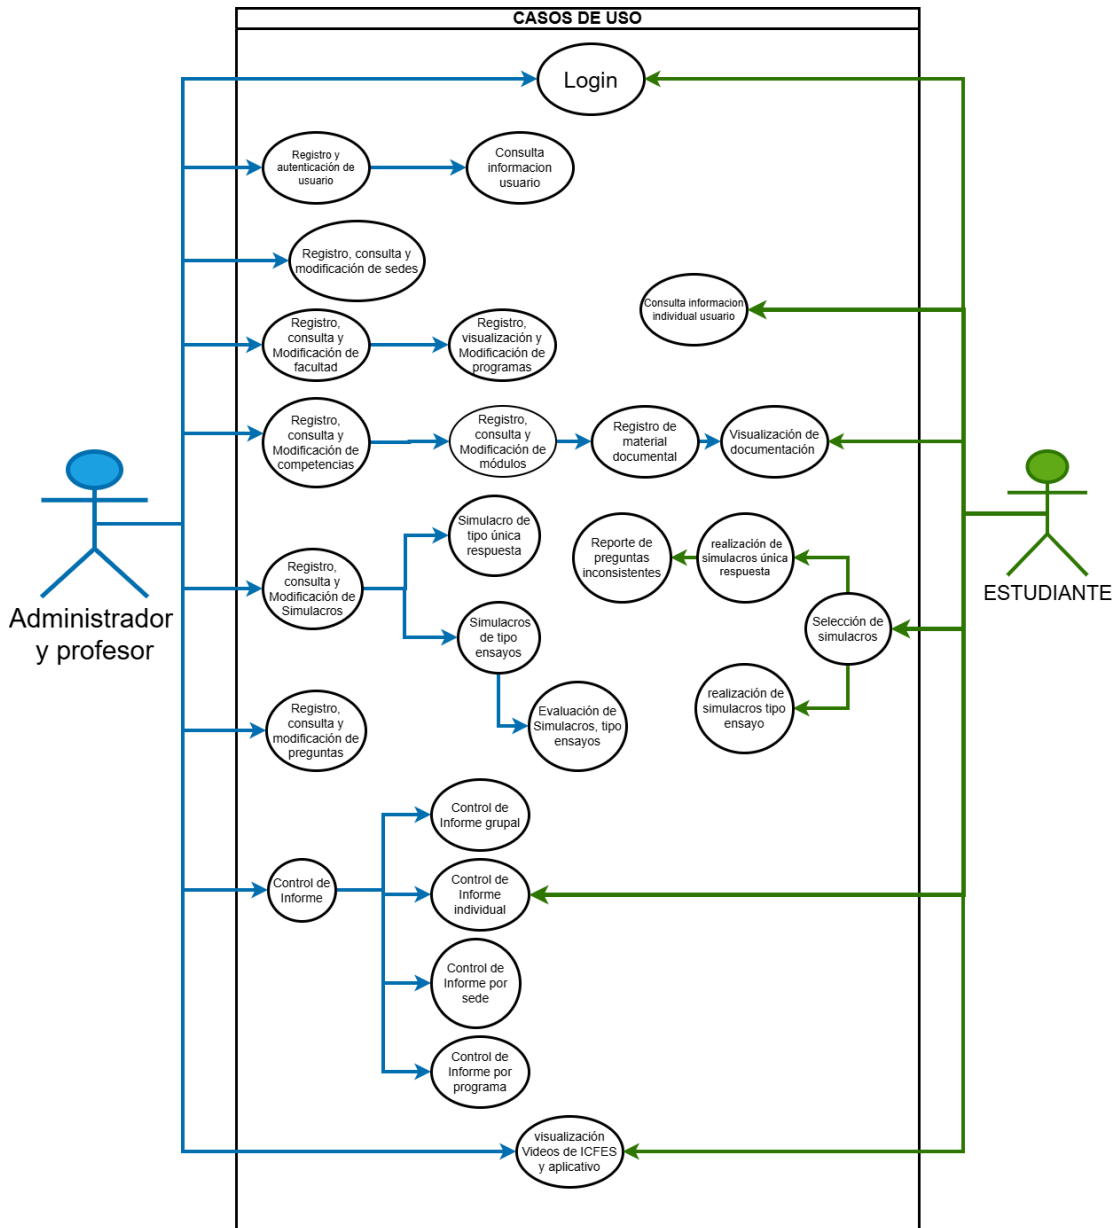 CASOS DE USO
Login
Registro y
autenticación de
usuario
Consulta
informacion
usuario
Registro, consulta y
modificación de sedes
Consulta informacion
individual usuario
Registro,
consulta y
Modificación de
facultad
Registro,
visualización y
Modificación de
programas
Registro,
consulta y
Modificación de
competencias
Registro,
consulta y
Modificación de
módulos
Registro de
material
documental
Visualización de
documentación
Administrador
y profesor
ESTUDIANTE
Simulacro de
tipo única
respuesta
Reporte de
preguntas
inconsistentes
realización de
simulacros única
respuesta
Registro,
consulta y
Modificación de
Simulacros
Simulacros
de tipo
ensayos
Selección de
simulacros
Evaluación de
Simulacros, tipo
ensayos
realización de
simulacros tipo
ensayo
Registro,
consulta y
modificación de
preguntas
Control de
Informe grupal
Control de
Informe
Control de
Informe
individual
Control de
Informe por
sede
Control de
Informe por
programa
visualización
Videos de ICFES
y aplicativo